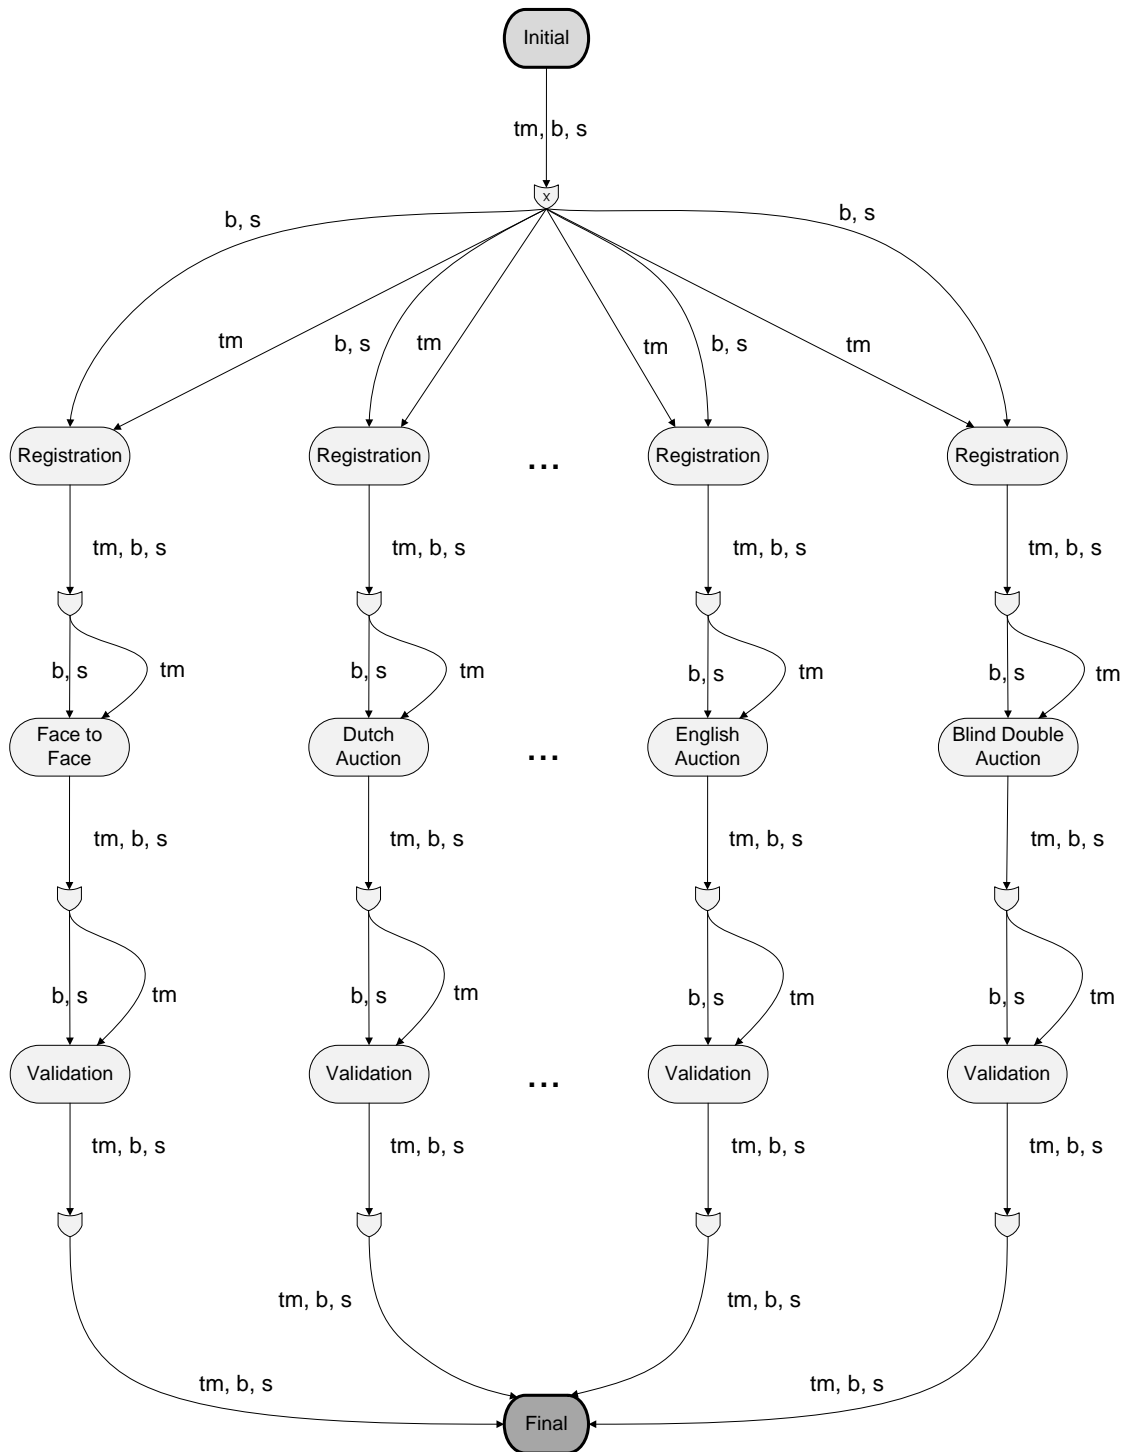 Initial
tm, b, s
x
b, s
b, s
tm
b, s
tm
tm
b, s
tm
Registration
Registration
...
Registration
Registration
tm, b, s
tm, b, s
tm, b, s
tm, b, s
b, s
tm
b, s
tm
b, s
tm
b, s
tm
Face to
Face
Dutch
Auction
...
English
Auction
Blind Double
Auction
tm, b, s
tm, b, s
tm, b, s
tm, b, s
b, s
tm
b, s
tm
b, s
tm
b, s
tm
Validation
Validation
...
Validation
Validation
tm, b, s
tm, b, s
tm, b, s
tm, b, s
tm, b, s
tm, b, s
tm, b, s
tm, b, s
Final